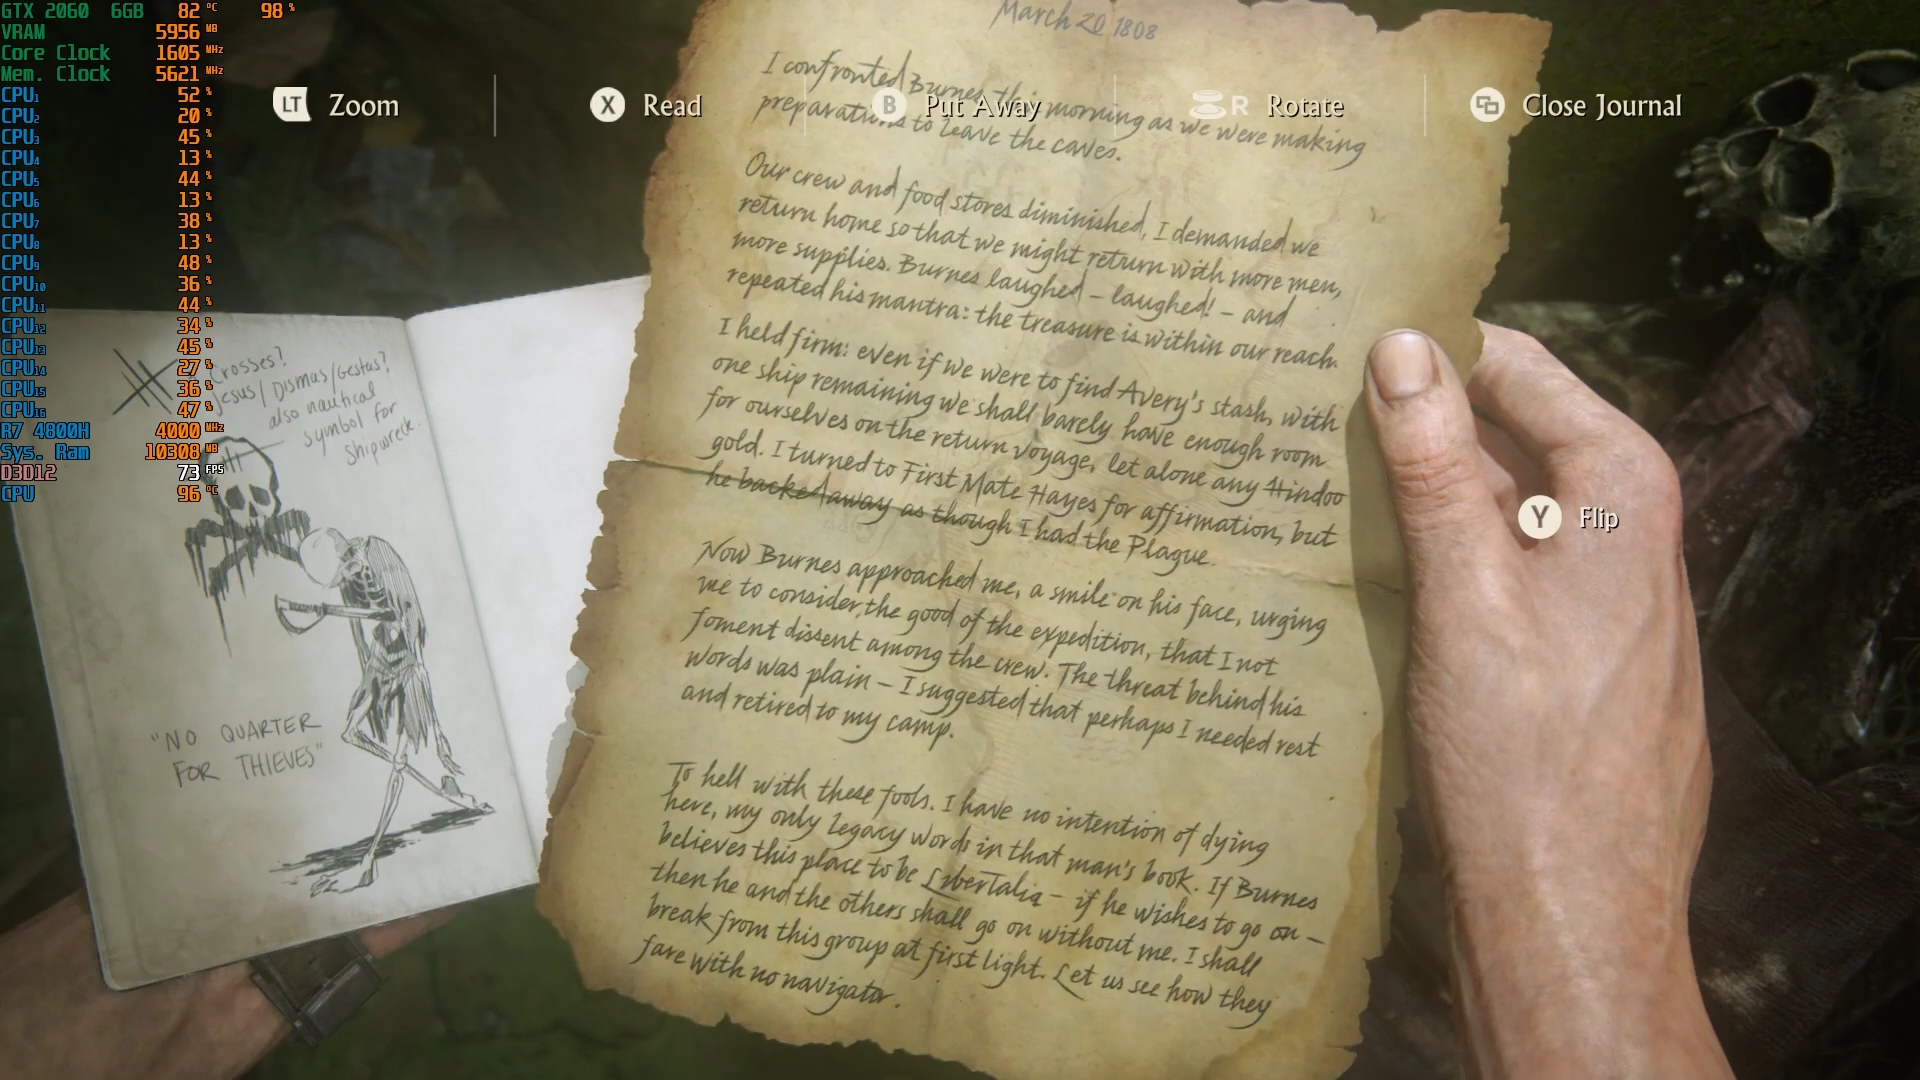 GTX 2060 6GB 82 °C 98 %
VRAM 5956 MB
Core Clock 1605 MHz
Mem. Clock 5621 MHz
CPU1 52 %
CPU2 20 %
CPU3 45 %
CPU4 13 %
CPU5 44 %
CPU6 13 %
CPU7 38 %
CPU8 13 %
CPU9 48 %
CPU10 36 %
CPU11 44 %
CPU12 34 %
CPU13 45 %
CPU14 27 %
CPU15 36 %
CPU16 47 %
R7 4800H 4000 MHz
Sys. Ram 10308 MB
D3D12 73 FPS
CPU 96 °C
LT Zoom
X Read
B Put Away
R Rotate
Close Journal
Y Flip
Crosses?
Jesus/Dismas/Gestas?
also nautical
symbol for
shipwreck.
"NO QUARTER
FOR THIEVES"
March 20 1808
I confronted Burnes this morning as we were making
preparations to leave the caves.
Our crew and food stores diminished, I demanded we
return home so that we might return with more men,
more supplies. Burnes laughed – laughed! – and
repeated his mantra: the treasure is within our reach.
I held firm: even if we were to find Avery's stash, with
one ship remaining we shall barely have enough room
for ourselves on the return voyage, let alone any Hindoo
gold. I turned to First Mate Hayes for affirmation, but
he backed away as though I had the Plague.
Now Burnes approached me, a smile on his face, urging
me to consider the good of the expedition, that I not
foment dissent among the crew. The threat behind his
words was plain – I suggested that perhaps I needed rest
and retired to my camp.
To hell with these fools. I have no intention of dying
here, my only legacy words in that man's book. If Burnes
believes this place to be Libertalia – if he wishes to go on –
then he and the others shall go on without me. I shall
break from this group at first light. Let us see how they
fare with no navigator.